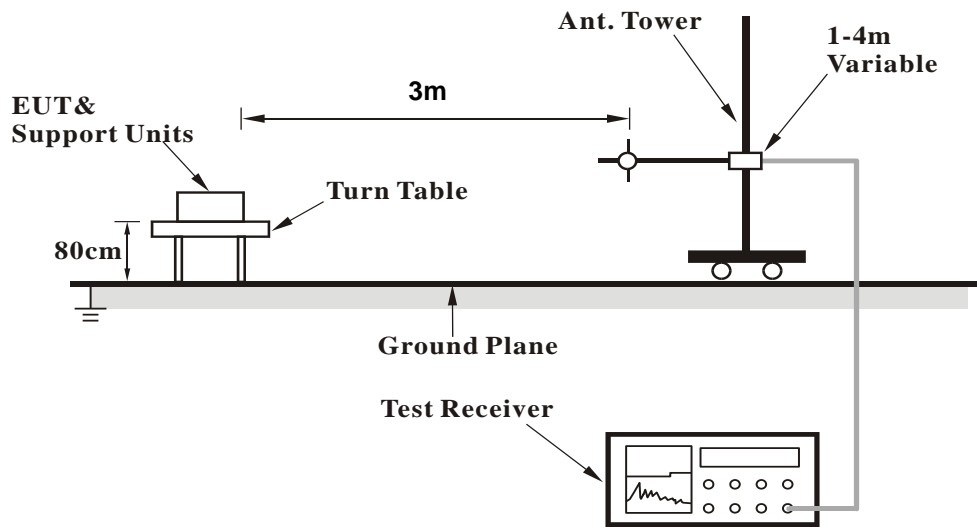 Ant. Tower
1-4m
Variable
3m
EUT&
Support Units
Turn Table
80cm
Ground Plane
Test Receiver